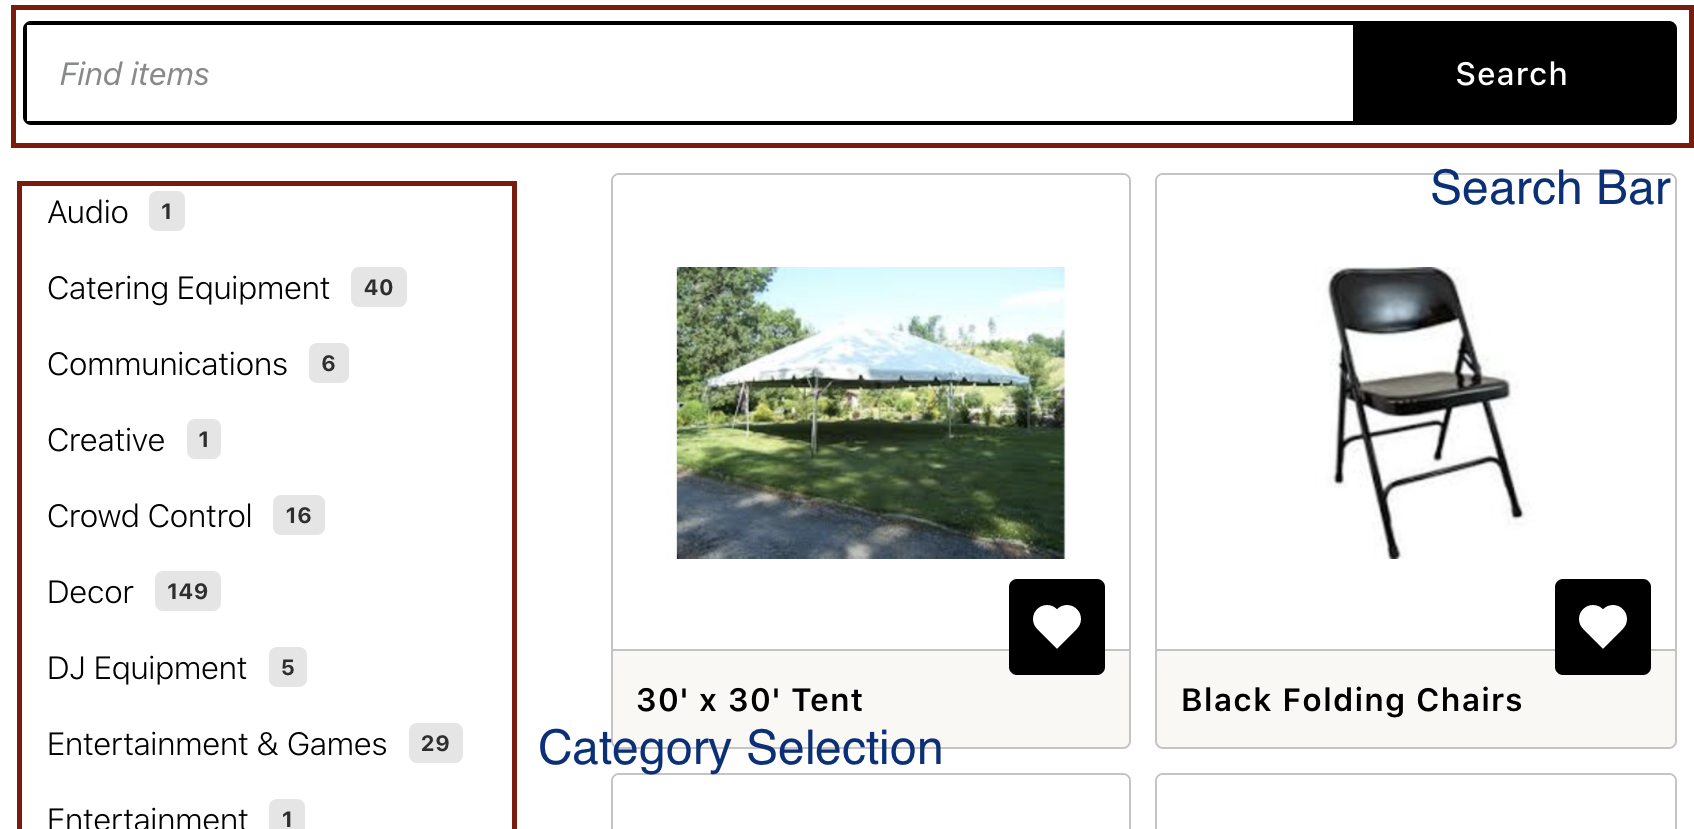 Find items
Search
Search Bar
Audio 1
Catering Equipment 40
Communications 6
Creative 1
Crowd Control 16
Decor 149
DJ Equipment 5
Entertainment & Games 29
Entertainment 1
30' x 30' Tent
Black Folding Chairs
Category Selection